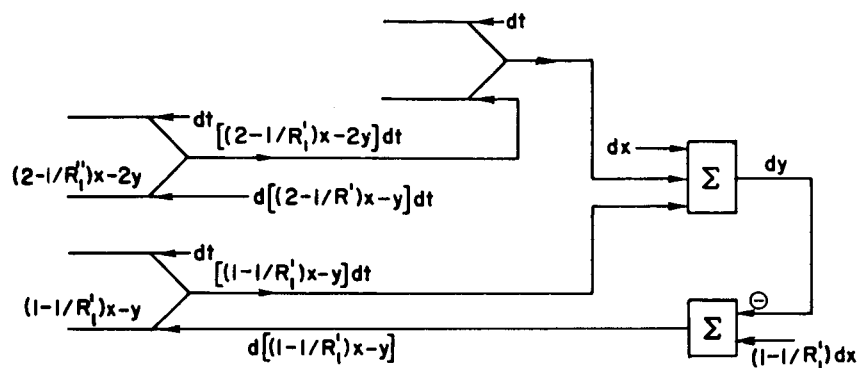 dt
dt
[(2-1/R'₁)x-2y]dt
(2-1/R''₁)x-2y
d[(2-1/R')x-y]dt
dx
Σ
dy
dt
[(1-1/R'₁)x-y]dt
(1-1/R'₁)x-y
d[(1-1/R'₁)x-y]
⊖
Σ
(1-1/R'₁)dx